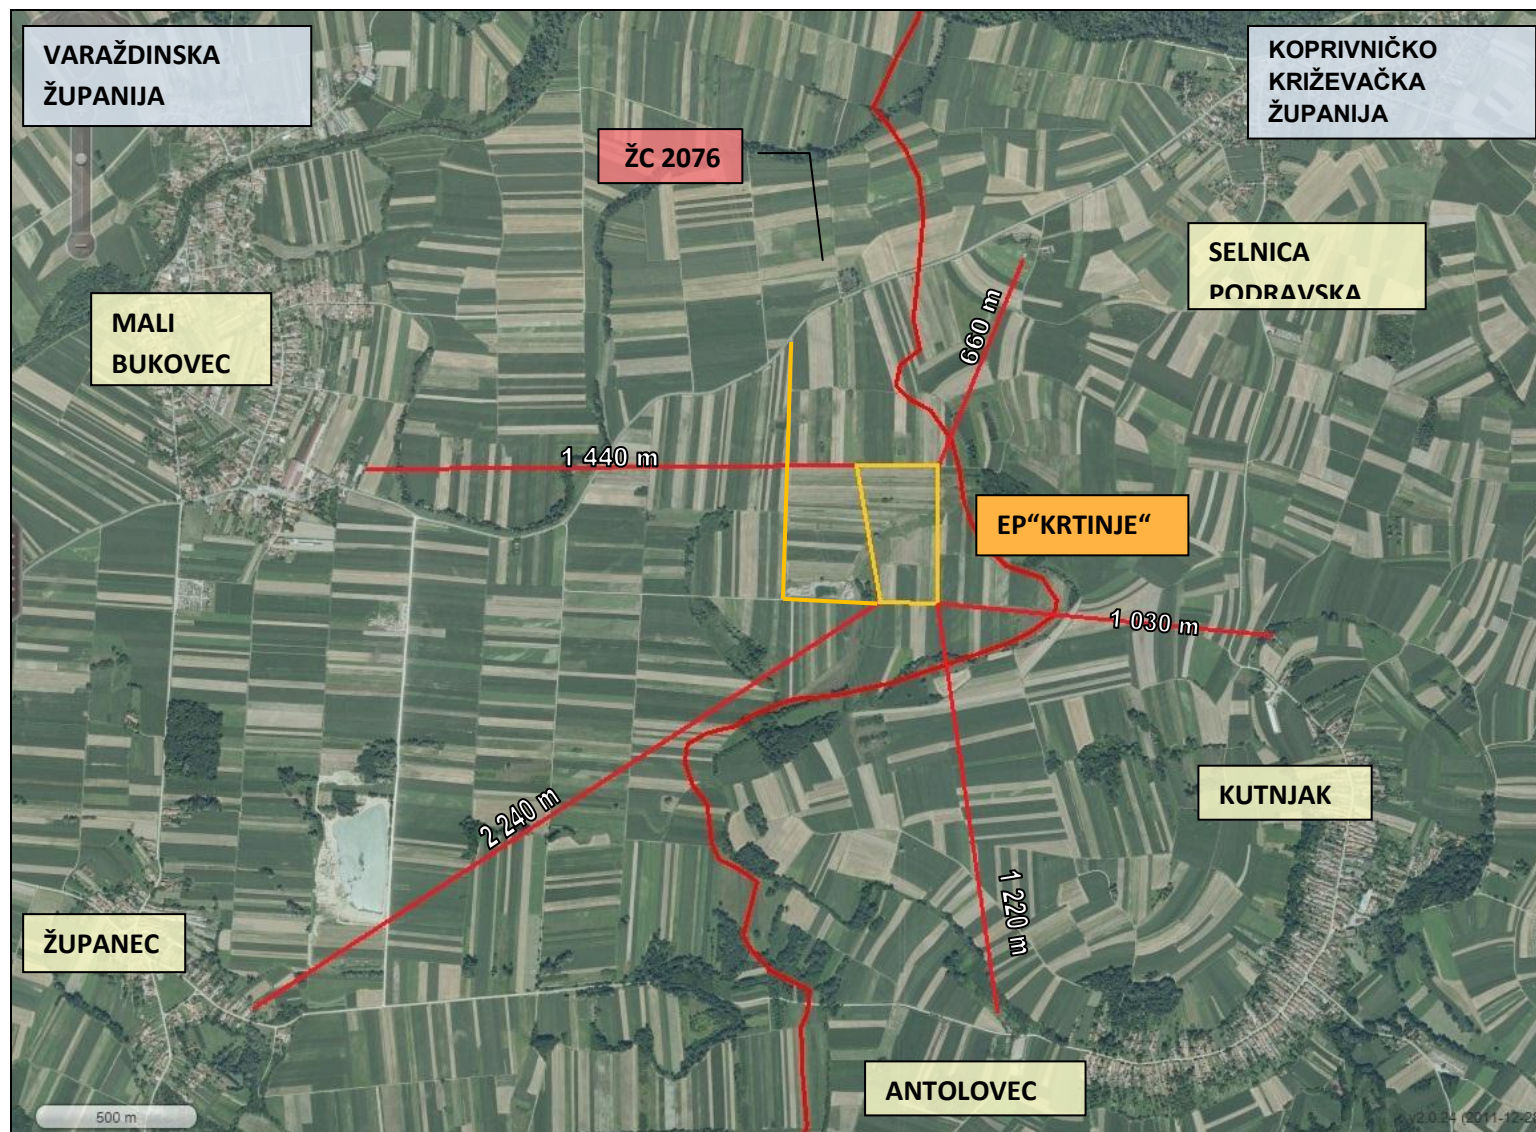 VARAŽDINSKA
ŽUPANIJA
KOPRIVNIČKO
KRIŽEVAČKA
ŽUPANIJA
ŽC 2076
SELNICA
PODRAVSKA
MALI
BUKOVEC
660 m
1 440 m
EP“KRTINJE“
1 030 m
KUTNJAK
2 240 m
1 220 m
ŽUPANEC
ANTOLOVEC
500 m